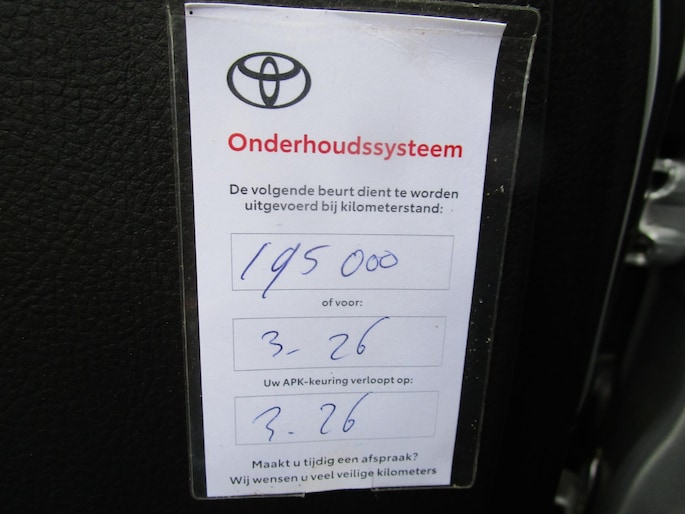 Onderhoudssysteem
De volgende beurt dient te worden
uitgevoerd bij kilometerstand:
195 000
of voor:
3- 26
Uw APK-keuring verloopt op:
3- 26
Maakt u tijdig een afspraak?
Wij wensen u veel veilige kilometers